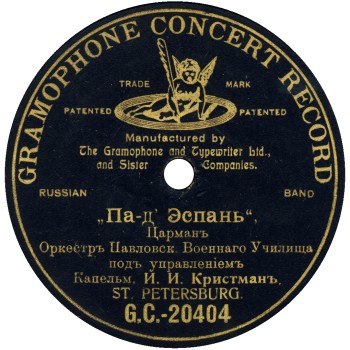 GRAMOPHONE CONCERT RECORD
TRADE MARK
PATENTED PATENTED
Manufactured by
The Gramophone and Typewriter Ltd.,
and Sister Companies.
RUSSIAN BAND
„Па-д' Эспань“,
Царманъ
Оркестръ Павловск. Военнаго Училища
подъ управленіемъ
Капельм. И. И. Кристманъ,
ST. PETERSBURG.
G.C.-20404